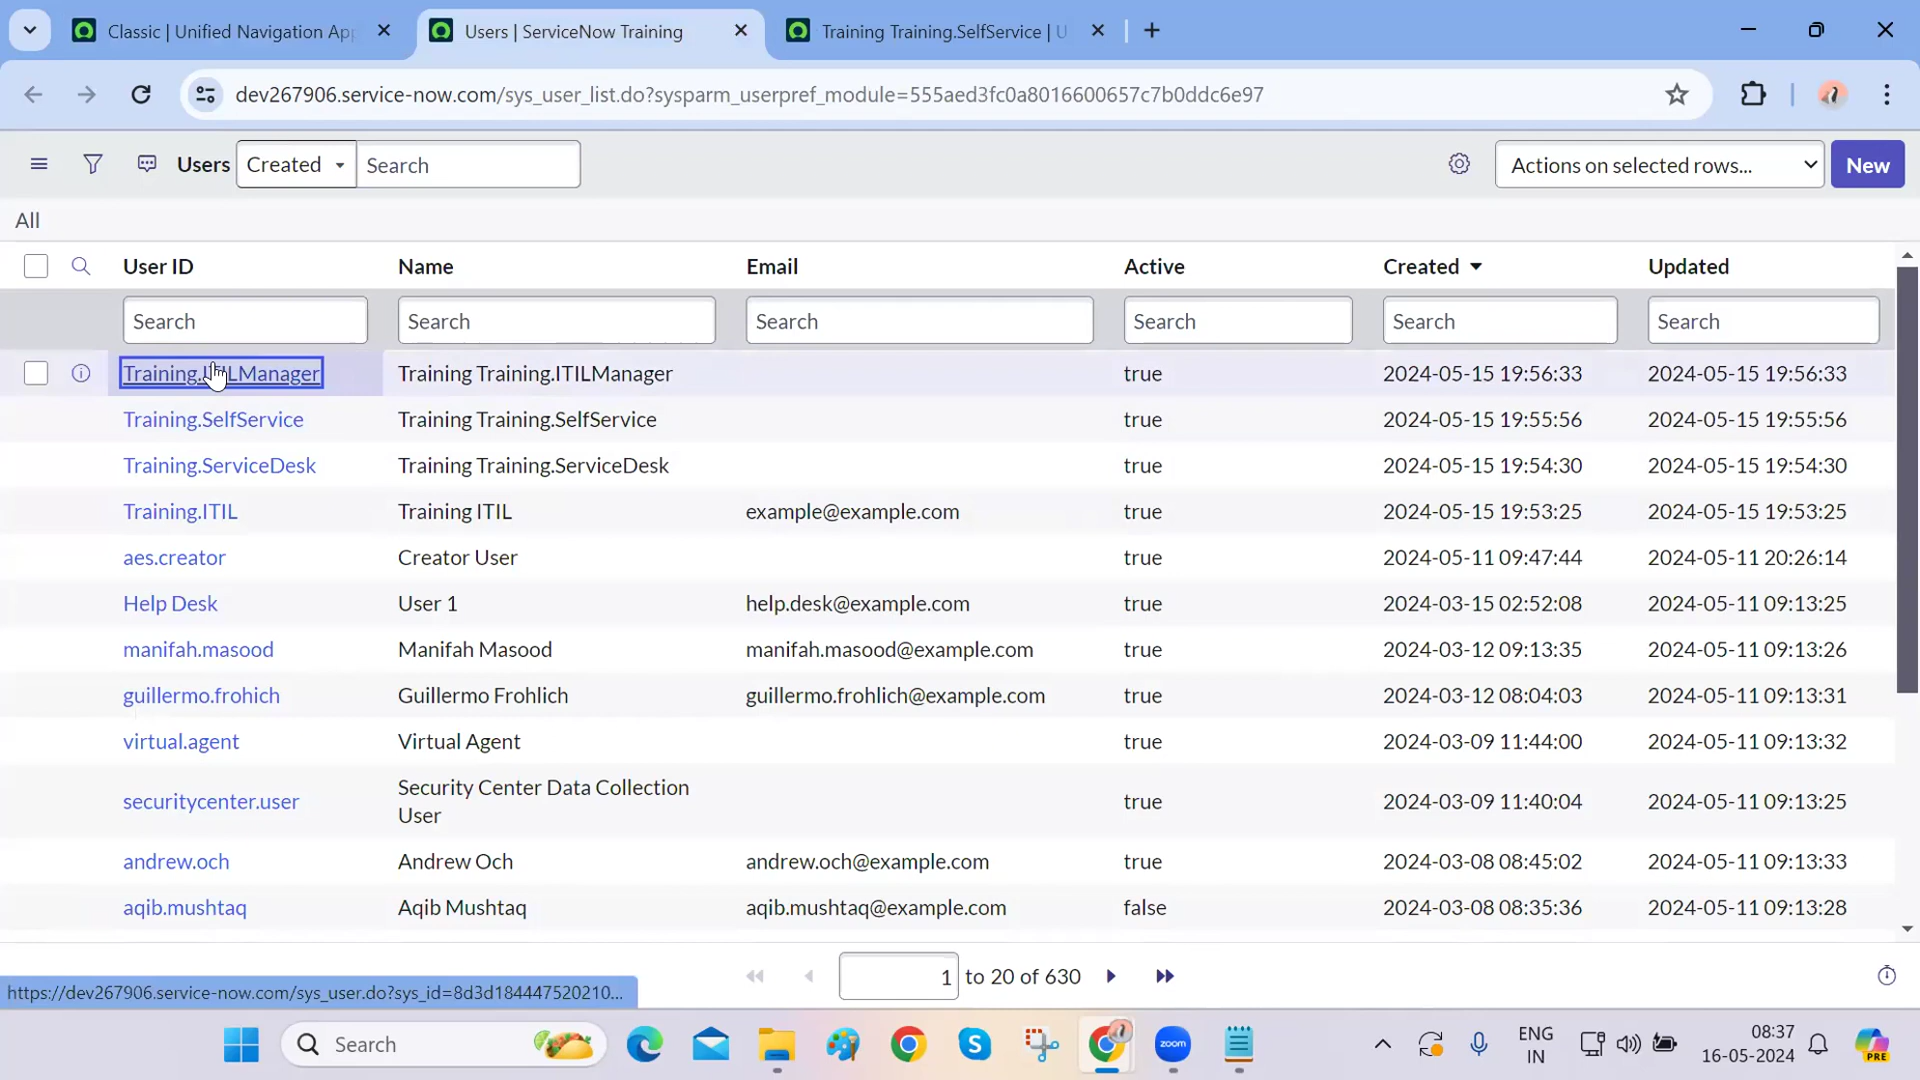 Classic | Unified Navigation App
Users | ServiceNow Training
Training Training.SelfService | U
dev267906.service-now.com/sys_user_list.do?sysparm_userpref_module=555aed3fc0a8016600657c7b0ddc6e97
Users Created Search Actions on selected rows... New
All
User ID Name Email Active Created Updated
Search Search Search Search Search Search
Training.ITILManager Training Training.ITILManager true 2024-05-15 19:56:33 2024-05-15 19:56:33
Training.SelfService Training Training.SelfService true 2024-05-15 19:55:56 2024-05-15 19:55:56
Training.ServiceDesk Training Training.ServiceDesk true 2024-05-15 19:54:30 2024-05-15 19:54:30
Training.ITIL Training ITIL example@example.com true 2024-05-15 19:53:25 2024-05-15 19:53:25
aes.creator Creator User true 2024-05-11 09:47:44 2024-05-11 20:26:14
Help Desk User 1 help.desk@example.com true 2024-03-15 02:52:08 2024-05-11 09:13:25
manifah.masood Manifah Masood manifah.masood@example.com true 2024-03-12 09:13:35 2024-05-11 09:13:26
guillermo.frohich Guillermo Frohlich guillermo.frohlich@example.com true 2024-03-12 08:04:03 2024-05-11 09:13:31
virtual.agent Virtual Agent true 2024-03-09 11:44:00 2024-05-11 09:13:32
securitycenter.user Security Center Data Collection User true 2024-03-09 11:40:04 2024-05-11 09:13:25
andrew.och Andrew Och andrew.och@example.com true 2024-03-08 08:45:02 2024-05-11 09:13:33
aqib.mushtaq Aqib Mushtaq aqib.mushtaq@example.com false 2024-03-08 08:35:36 2024-05-11 09:13:28
1 to 20 of 630
https://dev267906.service-now.com/sys_user.do?sys_id=8d3d184447520210...
Search
zoom
ENG
IN
08:37
16-05-2024
PRE